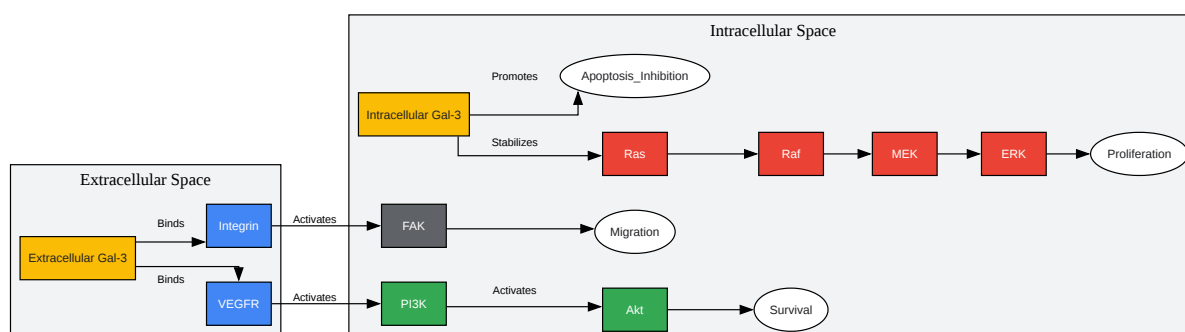 Intracellular Space
Promotes
Apoptosis_Inhibition
Intracellular Gal-3
Stabilizes
Ras
Raf
MEK
ERK
Proliferation
Extracellular Space
Binds
Integrin
Activates
FAK
Migration
Extracellular Gal-3
Binds
VEGFR
Activates
PI3K
Activates
Akt
Survival